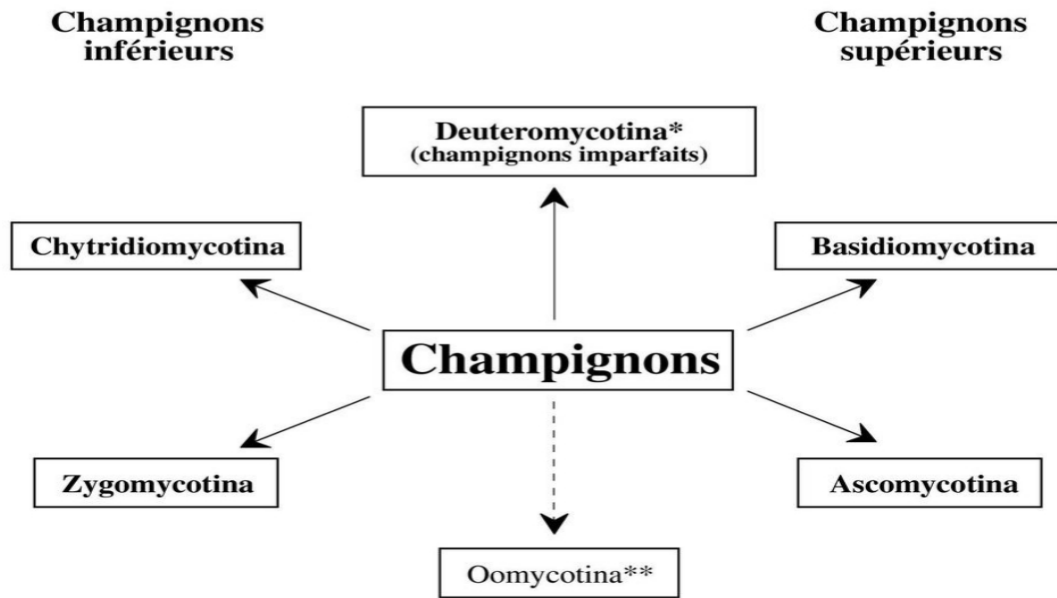 Champignons
inférieurs
Champignons
supérieurs
Deuteromycotina*
(champignons imparfaits)
Chytridiomycotina
Basidiomycotina
Champignons
Zygomycotina
Ascomycotina
Oomycotina**